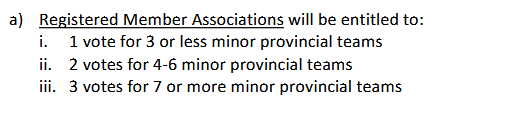 a) Registered Member Associations will be entitled to:
i. 1 vote for 3 or less minor provincial teams
ii. 2 votes for 4-6 minor provincial teams
iii. 3 votes for 7 or more minor provincial teams